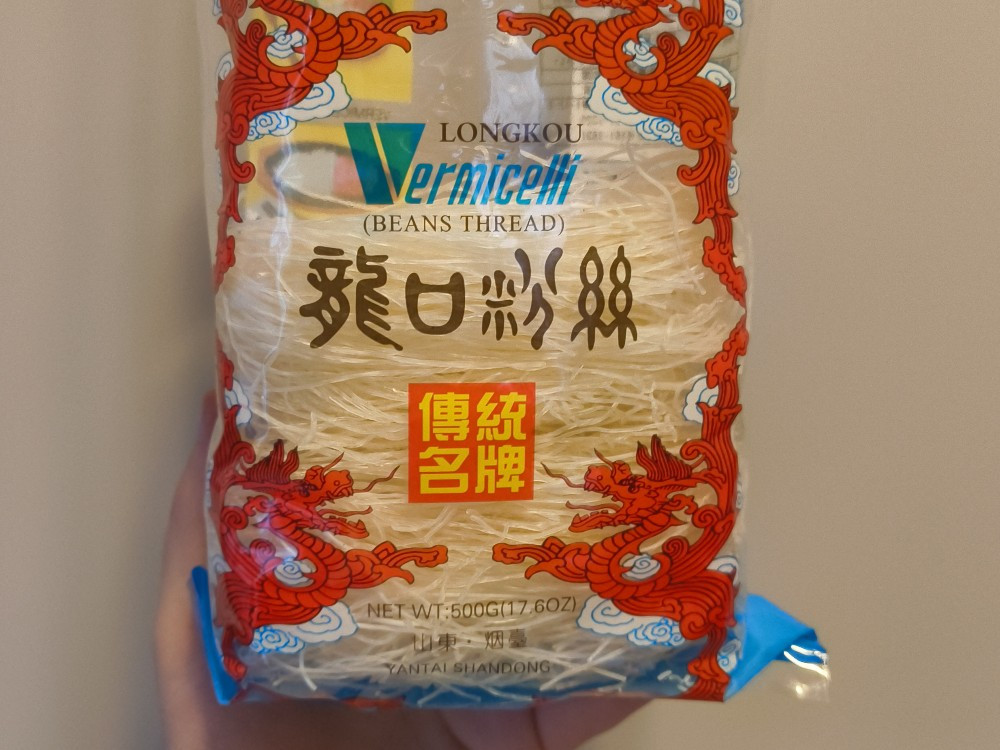 LONGKOU
Vermicelli
(BEANS THREAD)
龍口粉絲
傳統
名牌
NET WT:500G(17.6OZ)
山東·烟臺
YANTAI SHANDONG